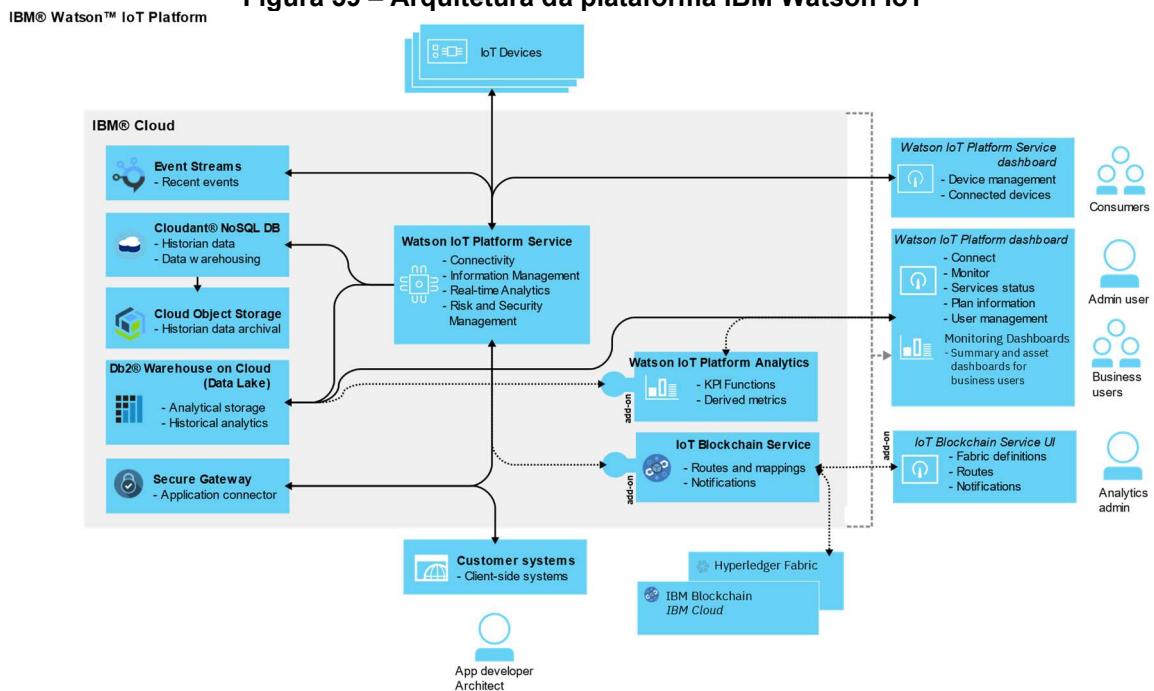 Figura 39 – Arquitetura da plataforma IBM Watson IoT
IBM® Watson™ IoT Platform
IoT Devices
IBM® Cloud
Event Streams
- Recent events
Cloudant® NoSQL DB
- Historian data
- Data warehousing
Cloud Object Storage
- Historian data archival
Db2® Warehouse on Cloud
(Data Lake)
- Analytical storage
- Historical analytics
Secure Gateway
- Application connector
Watson IoT Platform Service
- Connectivity
- Information Management
- Real-time Analytics
- Risk and Security
Management
Watson IoT Platform Analytics
- KPI Functions
- Derived metrics
add-on
IoT Blockchain Service
- Routes and mappings
- Notifications
add-on
Customer systems
- Client-side systems
App developer
Architect
Hyperledger Fabric
IBM Blockchain
IBM Cloud
Watson IoT Platform Service
dashboard
- Device management
- Connected devices
Consumers
Watson IoT Platform dashboard
- Connect
- Monitor
- Services status
- Plan information
- User management
Monitoring Dashboards
- Summary and asset
dashboards for
business users
Admin user
Business
users
add-on
IoT Blockchain Service UI
- Fabric definitions
- Routes
- Notifications
Analytics
admin